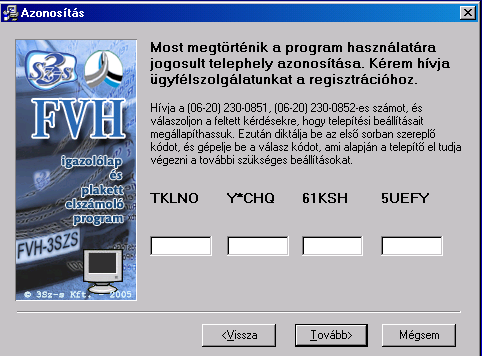 Azonosítás
3
Sz-s
FVH
igazolólap
és
plakett
elszámoló
program
FVH-3SZS
© 3Sz-s Kft. - 2005
Most megtörténik a program használatára
jogosult telephely azonosítása. Kérem hívja
ügyfélszolgálatunkat a regisztrációhoz.
Hívja a (06-20) 230-0851, (06-20) 230-0852-es számot, és
válaszoljon a feltett kérdésekre, hogy telepítési beállításait
megállapíthassuk. Ezután diktálja be az első sorban szereplő
kódot, és gépelje be a válasz kódot, ami alapján a telepítő el tudja
végezni a további szükséges beállításokat.
TKLNO Y*CHQ 61KSH 5UEFY
<Vissza Tovább> Mégsem